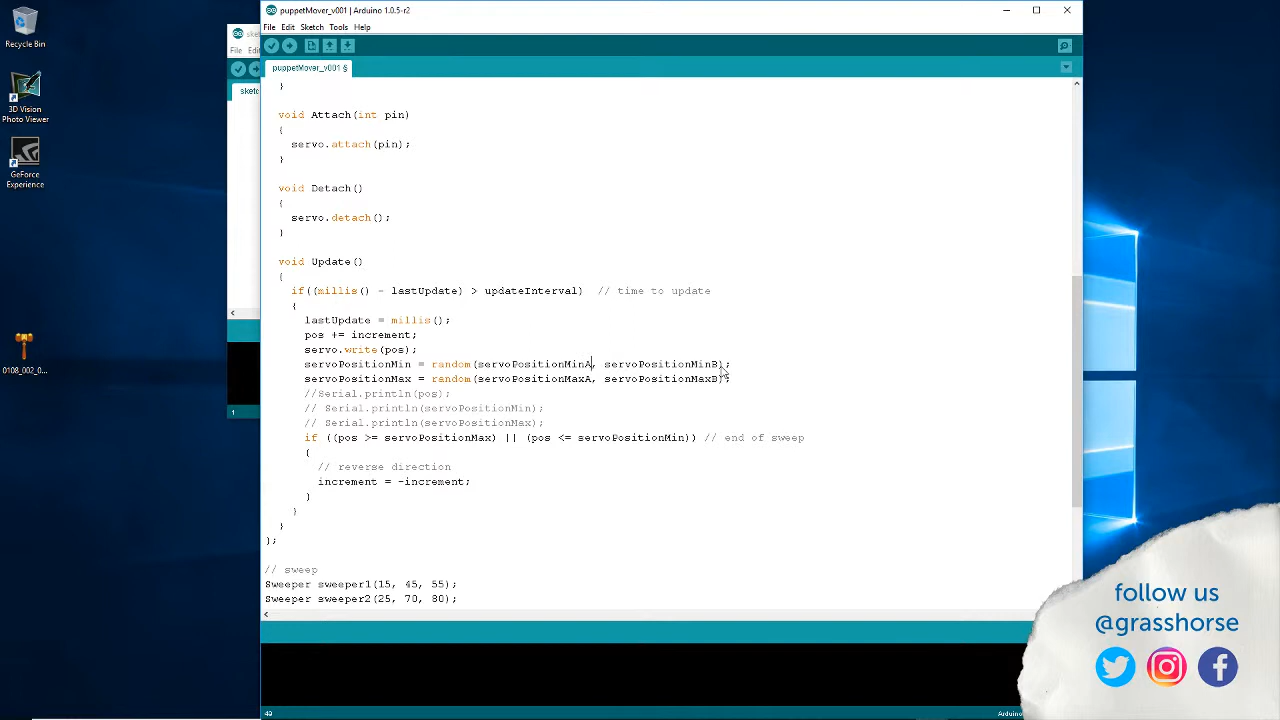 Recycle Bin
3D Vision
Photo Viewer
GeForce
Experience
0108_002_0...
File
1
puppetMover_v001 | Arduino 1.0.5-r2
File Edit Sketch Tools Help
puppetMover_v001 §
}
void Attach(int pin)
{
servo.attach(pin);
}
void Detach()
{
servo.detach();
}
void Update()
{
if((millis() - lastUpdate) > updateInterval)  // time to update
{
lastUpdate = millis();
pos += increment;
servo.write(pos);
servoPositionMin = random(servoPositionMinA, servoPositionMinB);
servoPositionMax = random(servoPositionMaxA, servoPositionMaxB);
//Serial.println(pos);
// Serial.println(servoPositionMin);
// Serial.println(servoPositionMax);
if ((pos >= servoPositionMax) || (pos <= servoPositionMin)) // end of sweep
{
// reverse direction
increment = -increment;
}
}
}
};
// sweep
Sweeper sweeper1(15, 45, 55);
Sweeper sweeper2(25, 70, 80);
49
follow us
@grasshorse